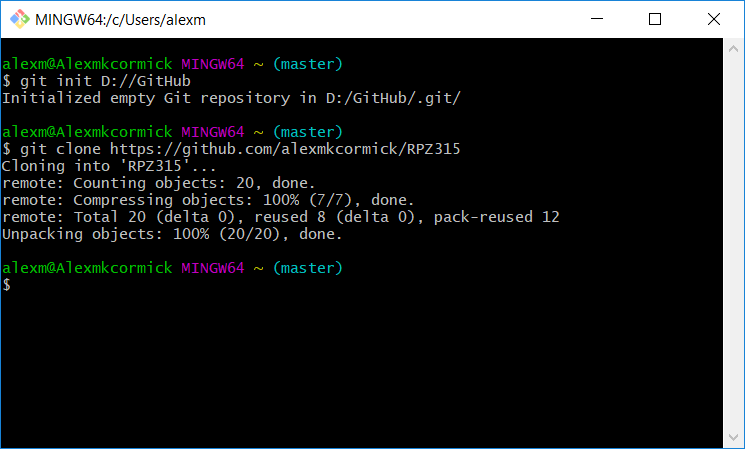 MINGW64:/c/Users/alexm
alexm@Alexmkcormick MINGW64 ~ (master)
$ git init D://GitHub
Initialized empty Git repository in D:/GitHub/.git/
alexm@Alexmkcormick MINGW64 ~ (master)
$ git clone https://github.com/alexmkcormick/RPZ315
Cloning into 'RPZ315'...
remote: Counting objects: 20, done.
remote: Compressing objects: 100% (7/7), done.
remote: Total 20 (delta 0), reused 8 (delta 0), pack-reused 12
Unpacking objects: 100% (20/20), done.
alexm@Alexmkcormick MINGW64 ~ (master)
$